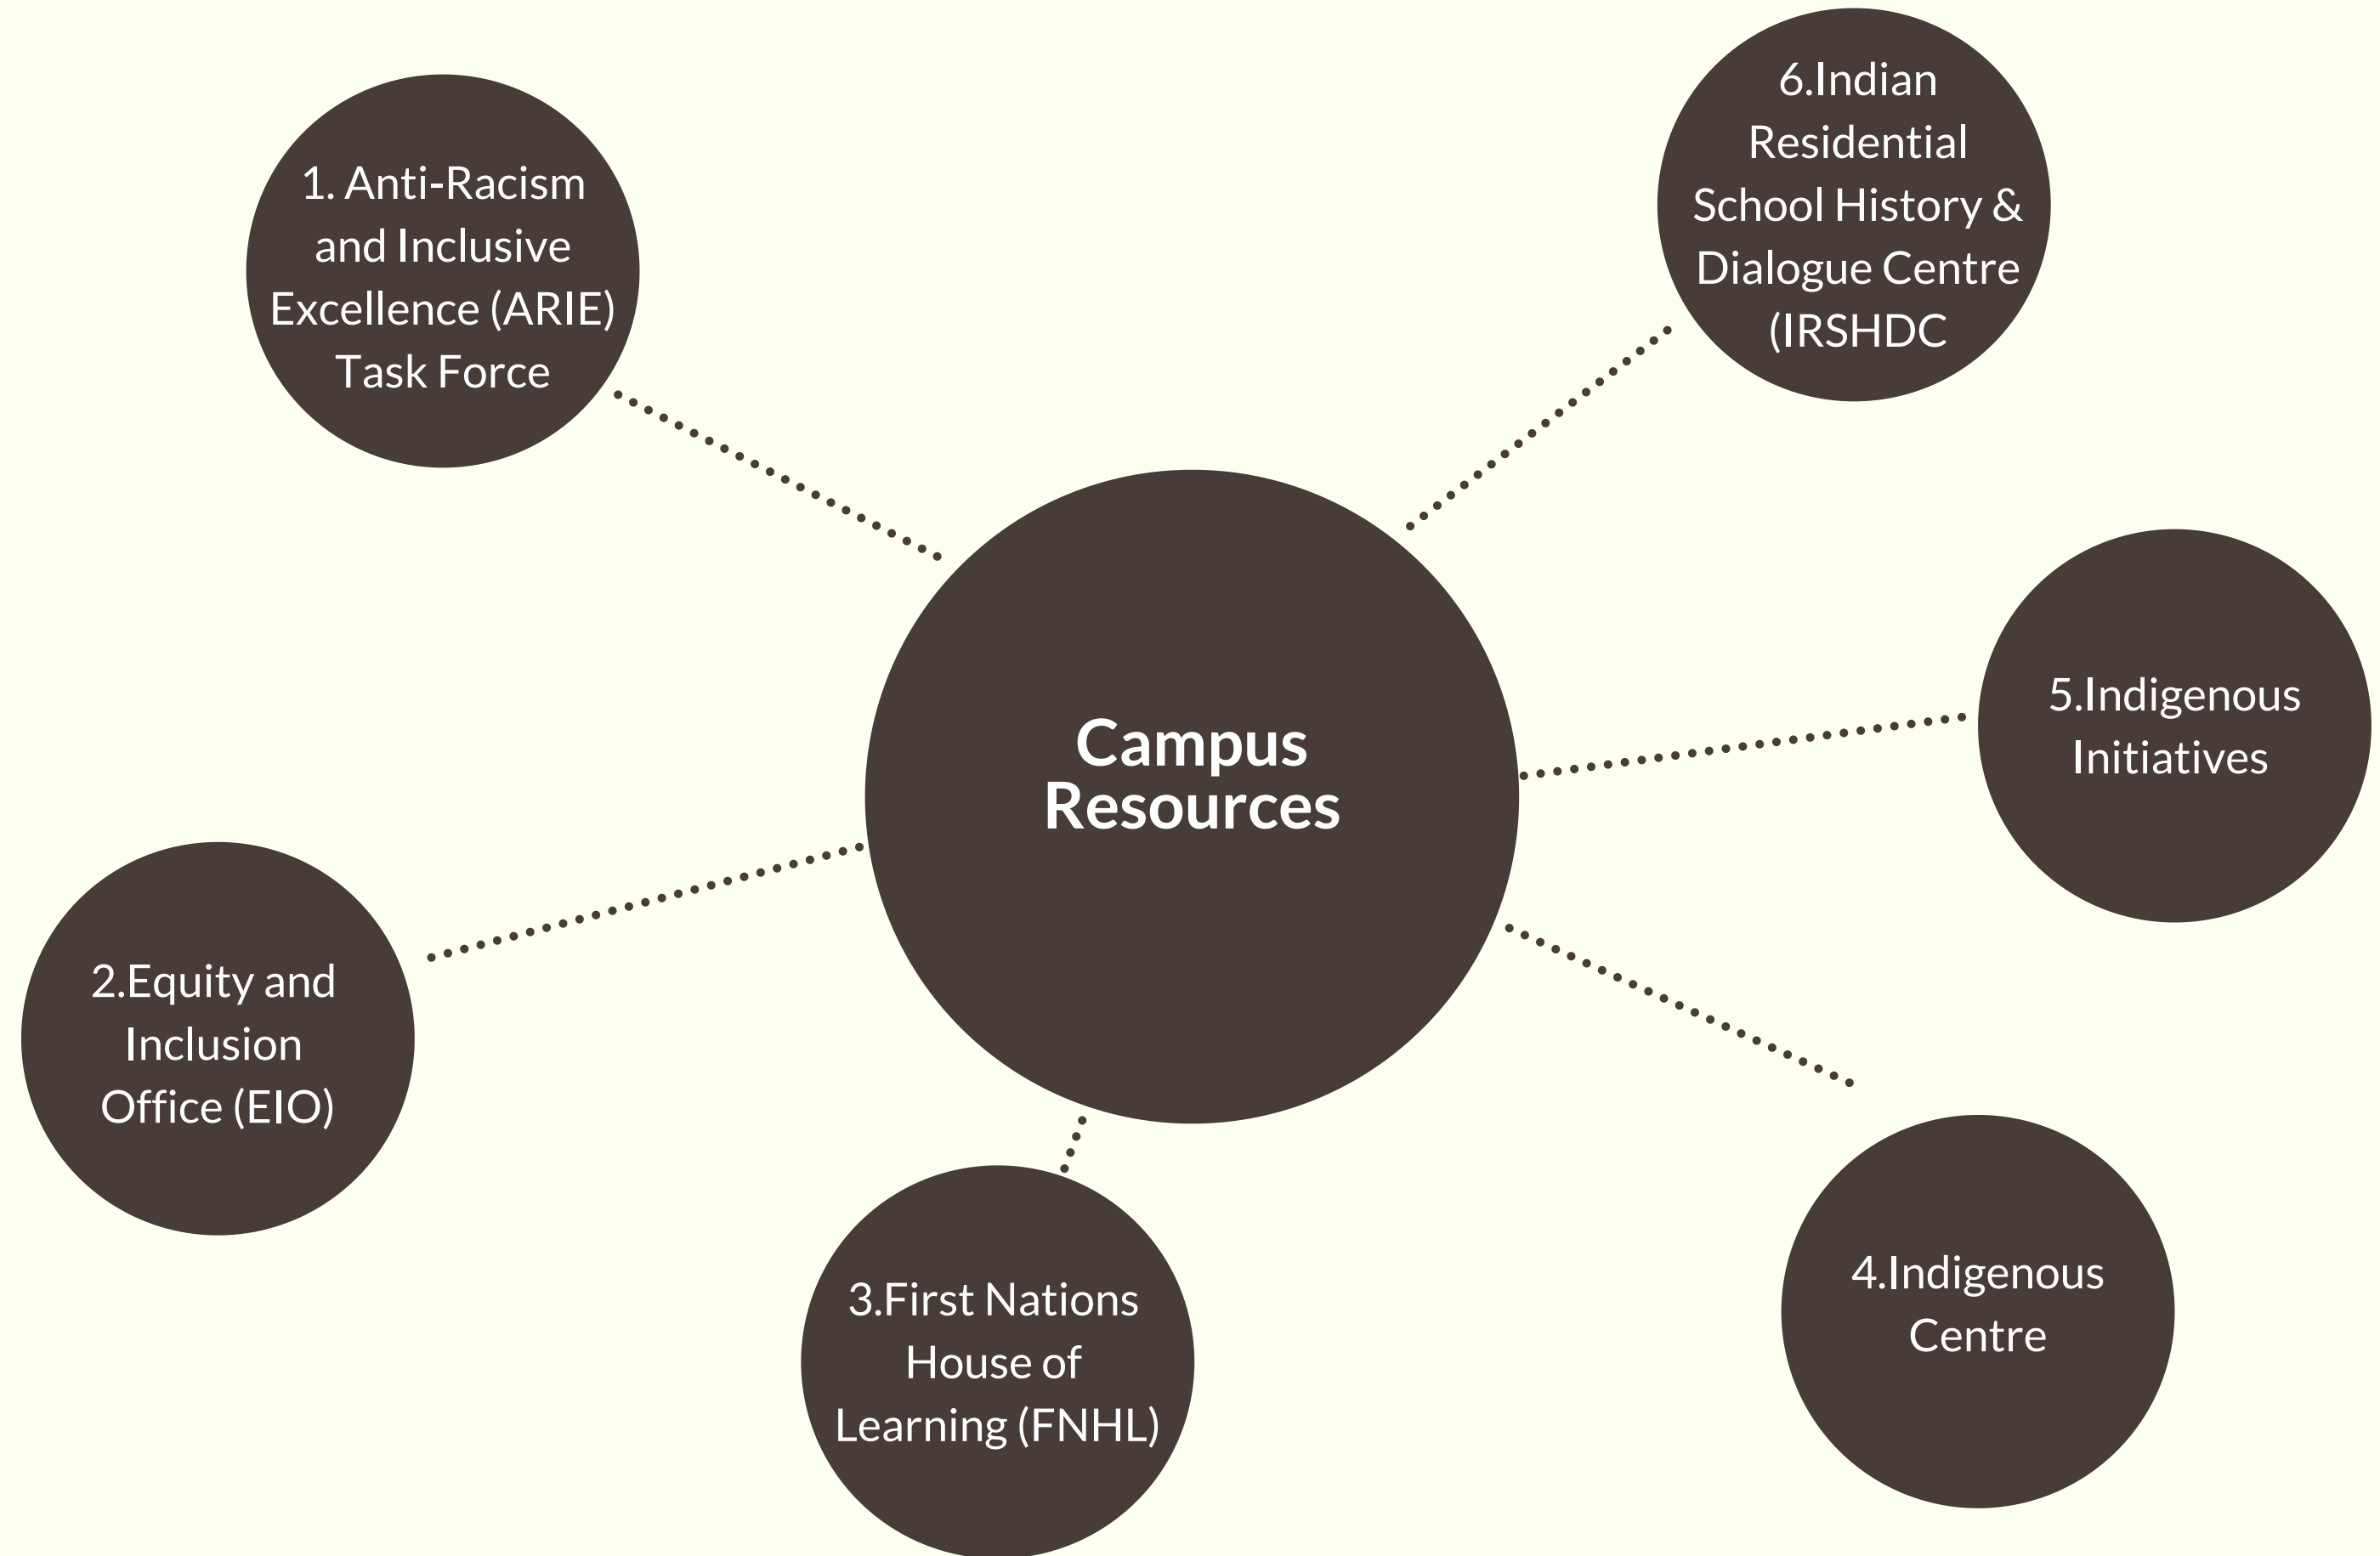 1. Anti-Racism
and Inclusive
Excellence (ARIE)
Task Force
6.Indian
Residential
School History &
Dialogue Centre
(IRSHDC
Campus
Resources
5.Indigenous
Initiatives
2.Equity and
Inclusion
Office (EIO)
3.First Nations
House of
Learning (FNHL)
4.Indigenous
Centre